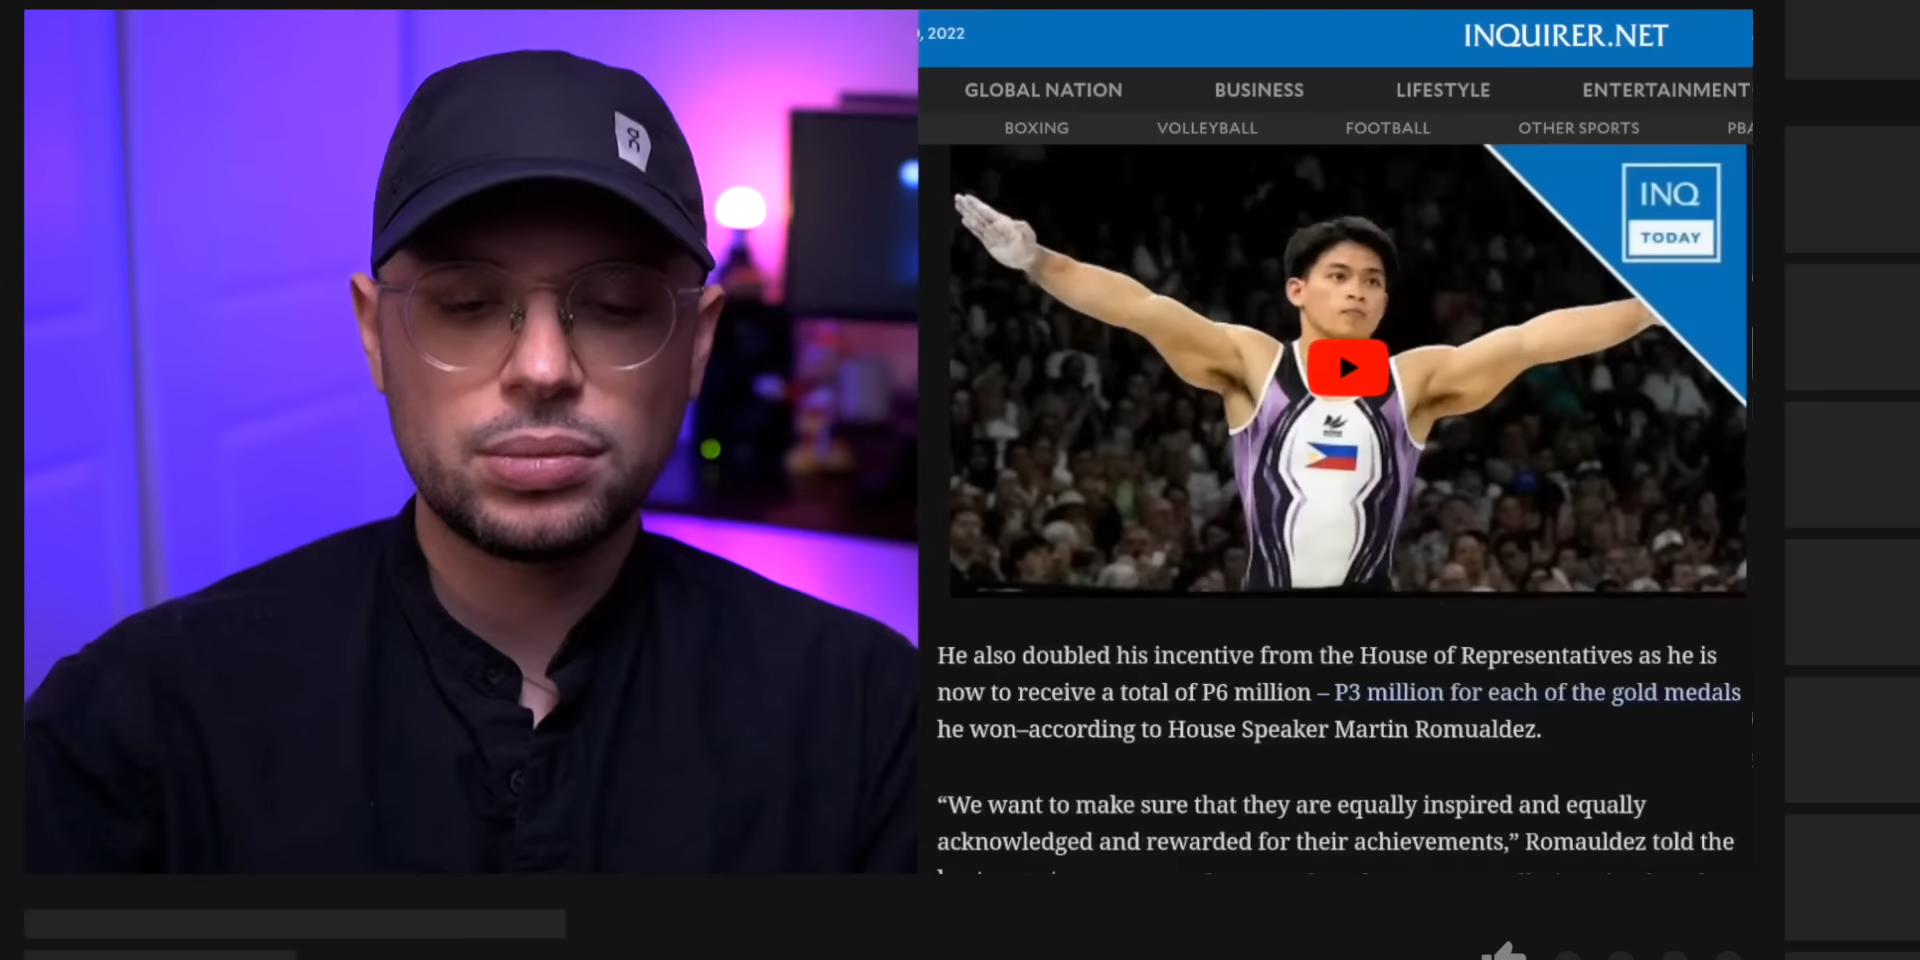 on
, 2022
INQUIRER.NET
GLOBAL NATION BUSINESS LIFESTYLE ENTERTAINMENT
BOXING VOLLEYBALL FOOTBALL OTHER SPORTS PBA
INQ
TODAY
He also doubled his incentive from the House of Representatives as he is
now to receive a total of P6 million – P3 million for each of the gold medals
he won–according to House Speaker Martin Romualdez.
“We want to make sure that they are equally inspired and equally
acknowledged and rewarded for their achievements,” Romauldez told the